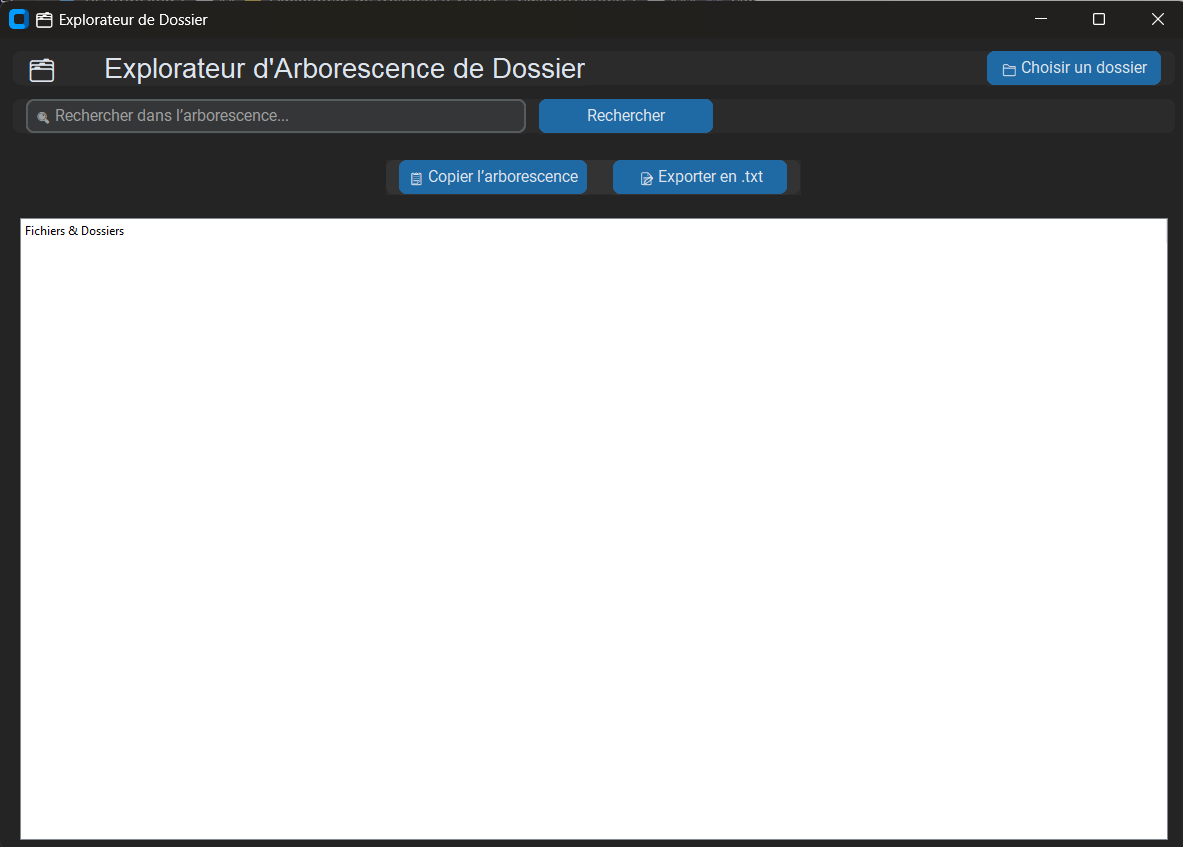 Explorateur de Dossier
Explorateur d'Arborescence de Dossier
Choisir un dossier
Rechercher dans l’arborescence...
Rechercher
Copier l’arborescence
Exporter en .txt
Fichiers & Dossiers